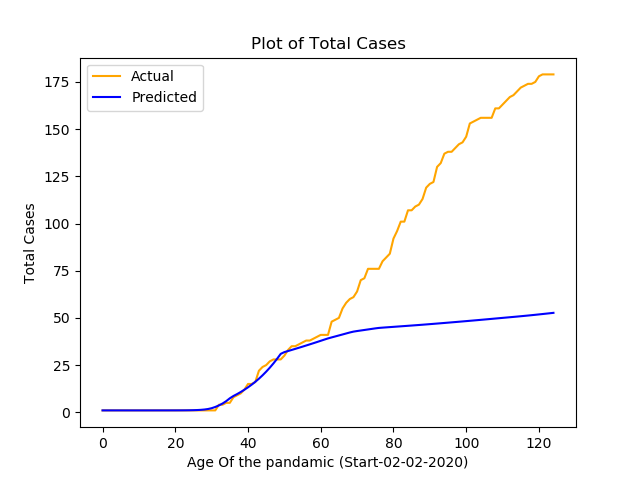 Plot of Total Cases
Actual
Predicted
175
150
125
100
75
50
25
0
Total Cases
0 20 40 60 80 100 120
Age Of the pandamic (Start-02-02-2020)